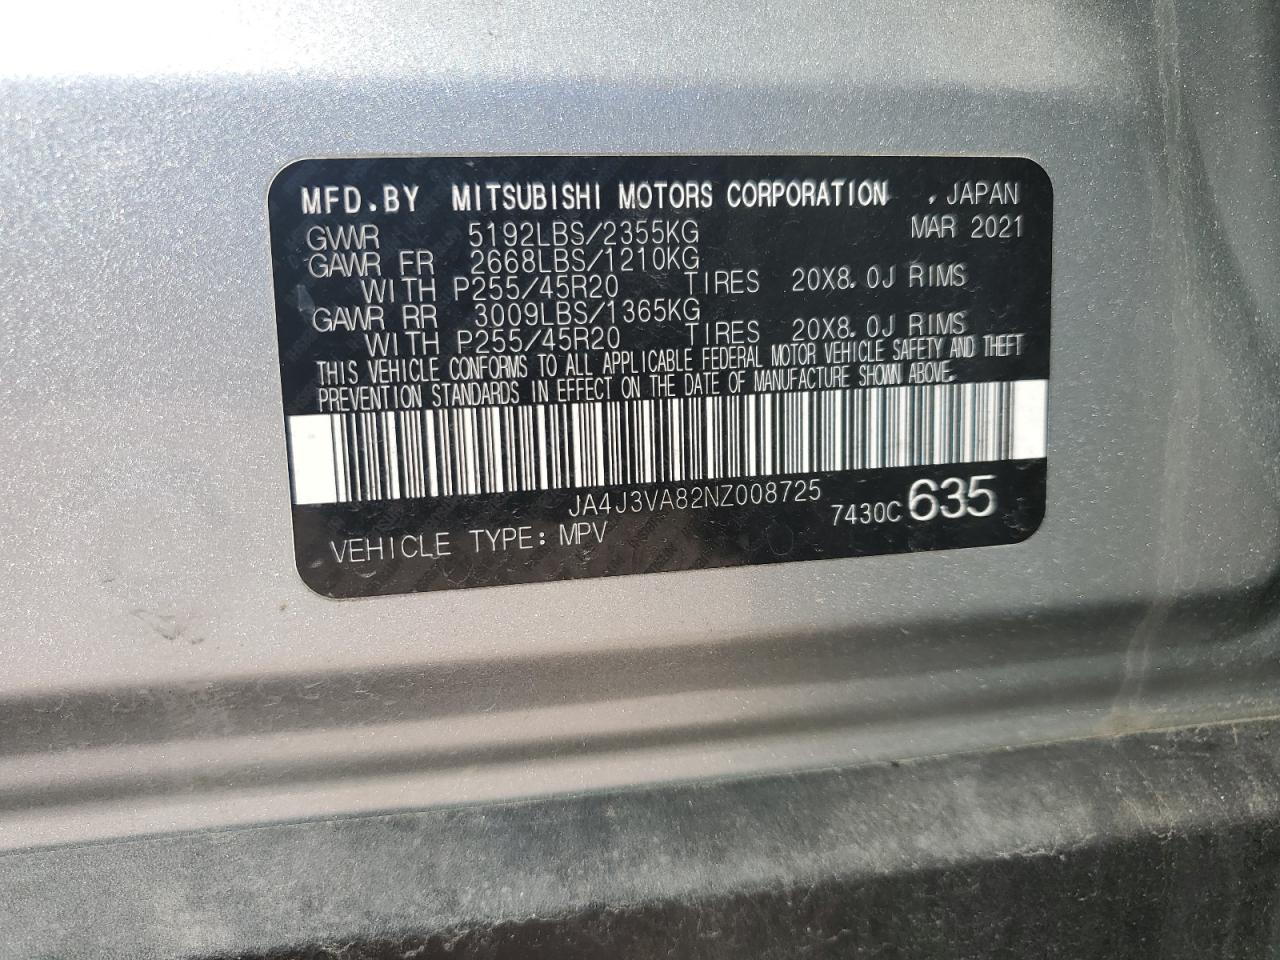 MFD.BY MITSUBISHI MOTORS CORPORATION , JAPAN
GVWR 5192LBS/2355KG MAR 2021
GAWR FR 2668LBS/1210KG
WITH P255/45R20 TIRES 20X8.0J RIMS
GAWR RR 3009LBS/1365KG
WITH P255/45R20 TIRES 20X8.0J RIMS
THIS VEHICLE CONFORMS TO ALL APPLICABLE FEDERAL MOTOR VEHICLE SAFETY AND THEFT
PREVENTION STANDARDS IN EFFECT ON THE DATE OF MANUFACTURE SHOWN ABOVE.
JA4J3VA82NZ008725
7430C 635
VEHICLE TYPE: MPV